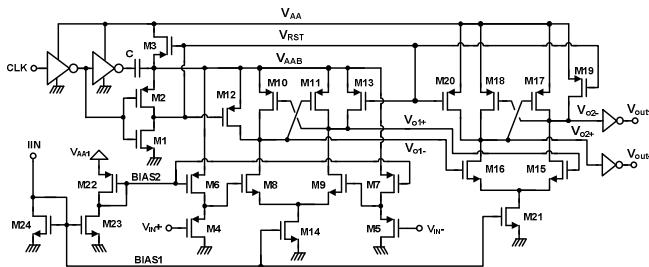 VAA
VRST
VAAB
C
M3
CLK
M2
M1
M12
M10
M11
M13
M20
M18
M17
M19
Vo2-
Vout-
Vo1+
Vo2+
Vo1-
Vout+
IIN
VAA1
M22
BIAS2
M6
M8
M9
M7
M16
M15
M24
M23
VIN+
M4
M14
M5
VIN-
M21
BIAS1